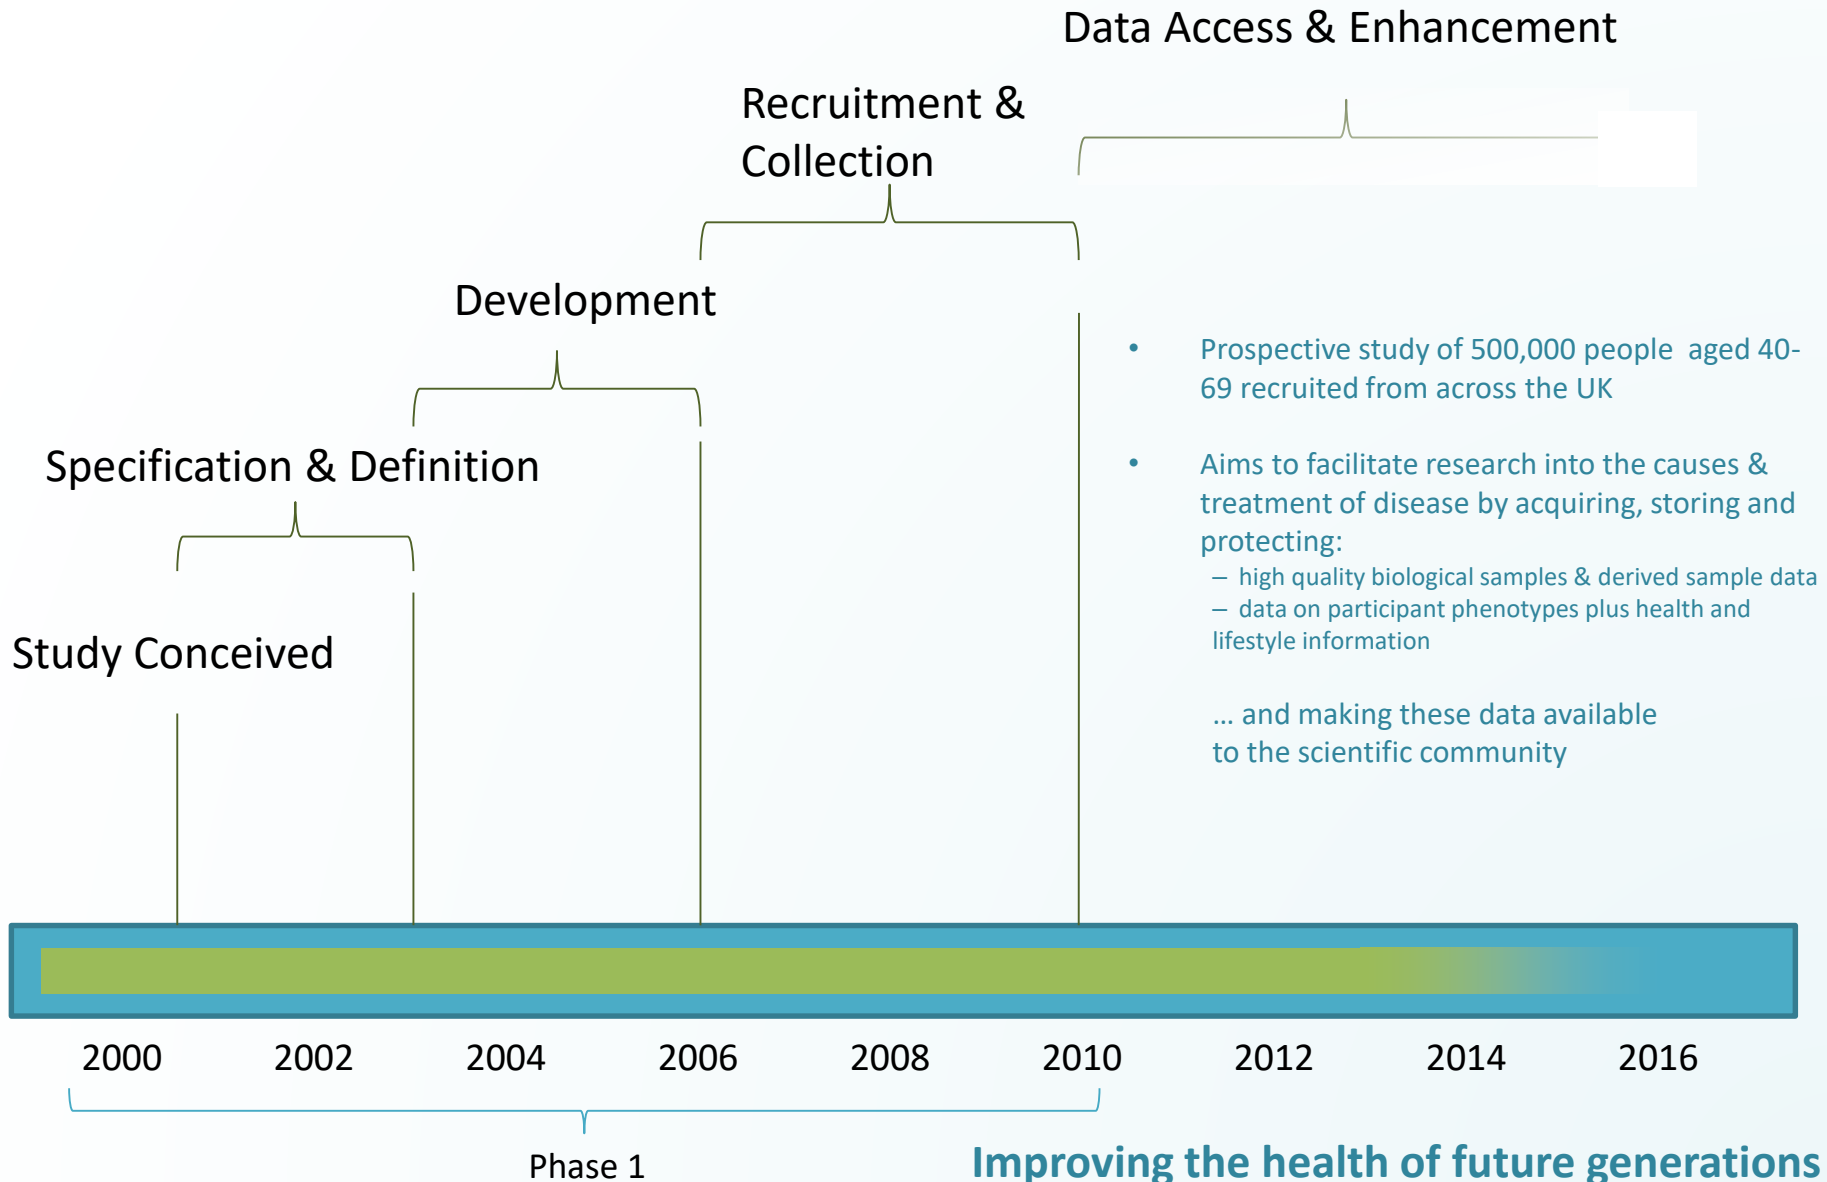 Data Access & Enhancement
Recruitment &
Collection
Development
Specification & Definition
Study Conceived
• Prospective study of 500,000 people  aged 40-
69 recruited from across the UK
• Aims to facilitate research into the causes &
treatment of disease by acquiring, storing and
protecting:
– high quality biological samples & derived sample data
– data on participant phenotypes plus health and
lifestyle information
... and making these data available
to the scientific community
2000 2002 2004 2006 2008 2010 2012 2014 2016
Phase 1
Improving the health of future generations